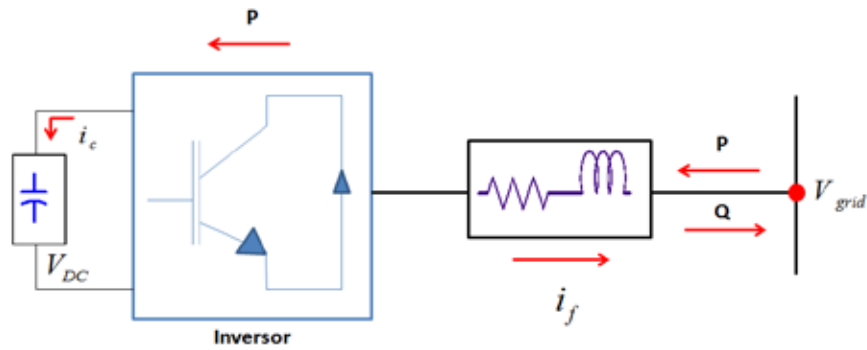 P
i_c
V_DC
Inversor
P
Q
i_f
V_grid